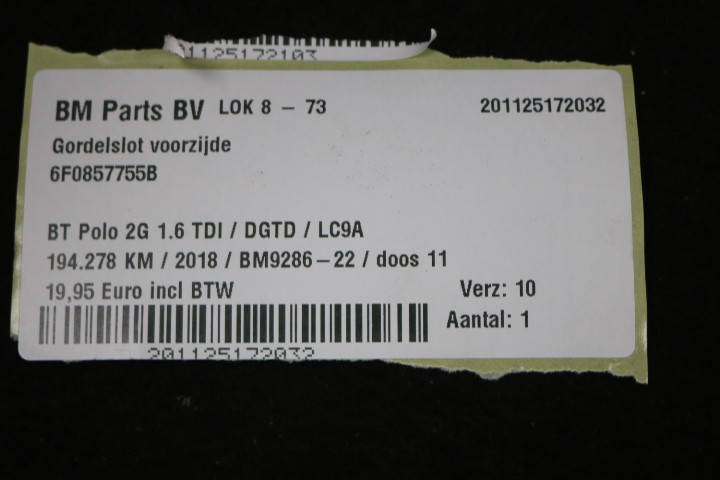 201125172103
BM Parts BV LOK 8 - 73 201125172032
Gordelslot voorzijde
6F0857755B
BT Polo 2G 1.6 TDI / DGTD / LC9A
194.278 KM / 2018 / BM9286-22 / doos 11
19,95 Euro incl BTW Verz: 10
Aantal: 1
201125172032